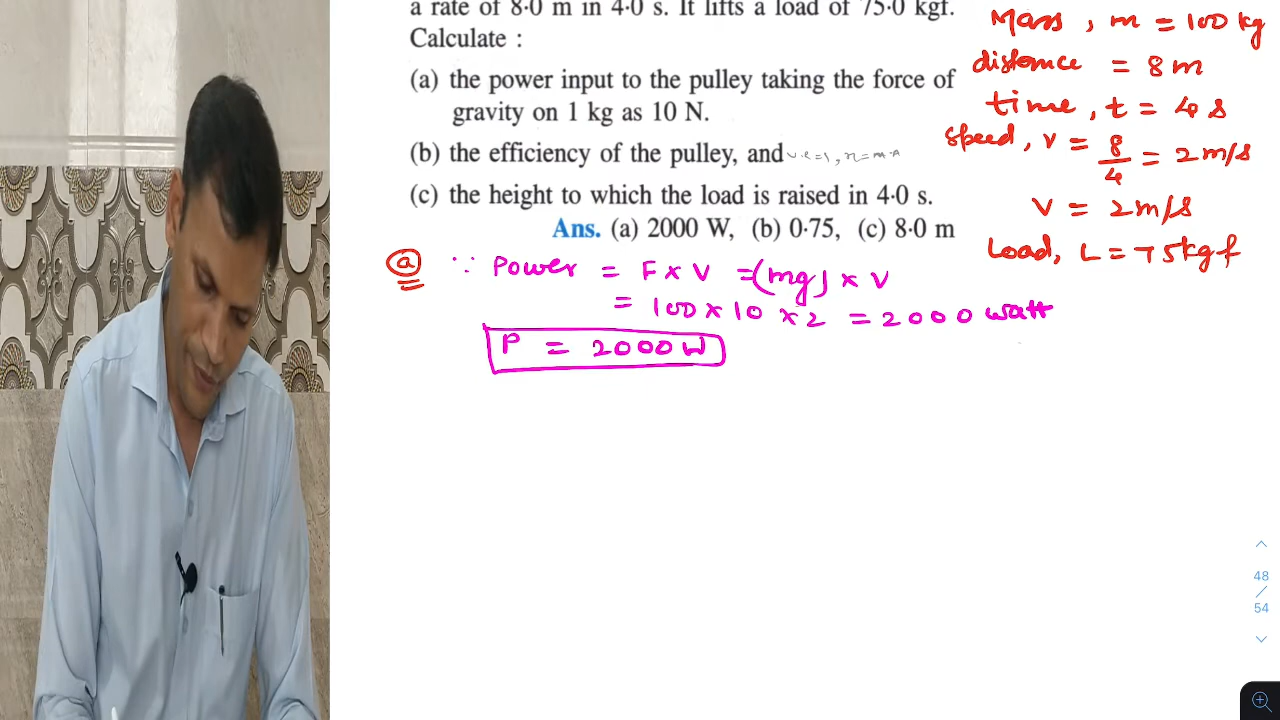 a rate of 8·0 m in 4·0 s. It lifts a load of 75·0 kgf.
Calculate :
(a) the power input to the pulley taking the force of
gravity on 1 kg as 10 N.
(b) the efficiency of the pulley, and
(c) the height to which the load is raised in 4·0 s.
Ans. (a) 2000 W, (b) 0·75, (c) 8·0 m
Mass, m = 100 kg
distance = 8 m
time, t = 4 s
speed, v = 8/4 = 2 m/s
V = 2 m/s
Load, L = 75 kgf
(a) ∵ Power = F × V = (mg) × V
= 100 × 10 × 2 = 2000 watt
P = 2000 W
48
/
54